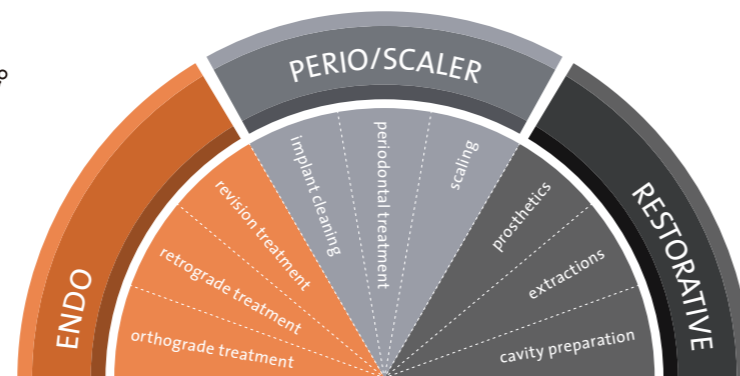 ENDO
PERIO/SCALER
RESTORATIVE
orthograde treatment
retrograde treatment
revision treatment
implant cleaning
periodontal treatment
scaling
prosthetics
extractions
cavity preparation